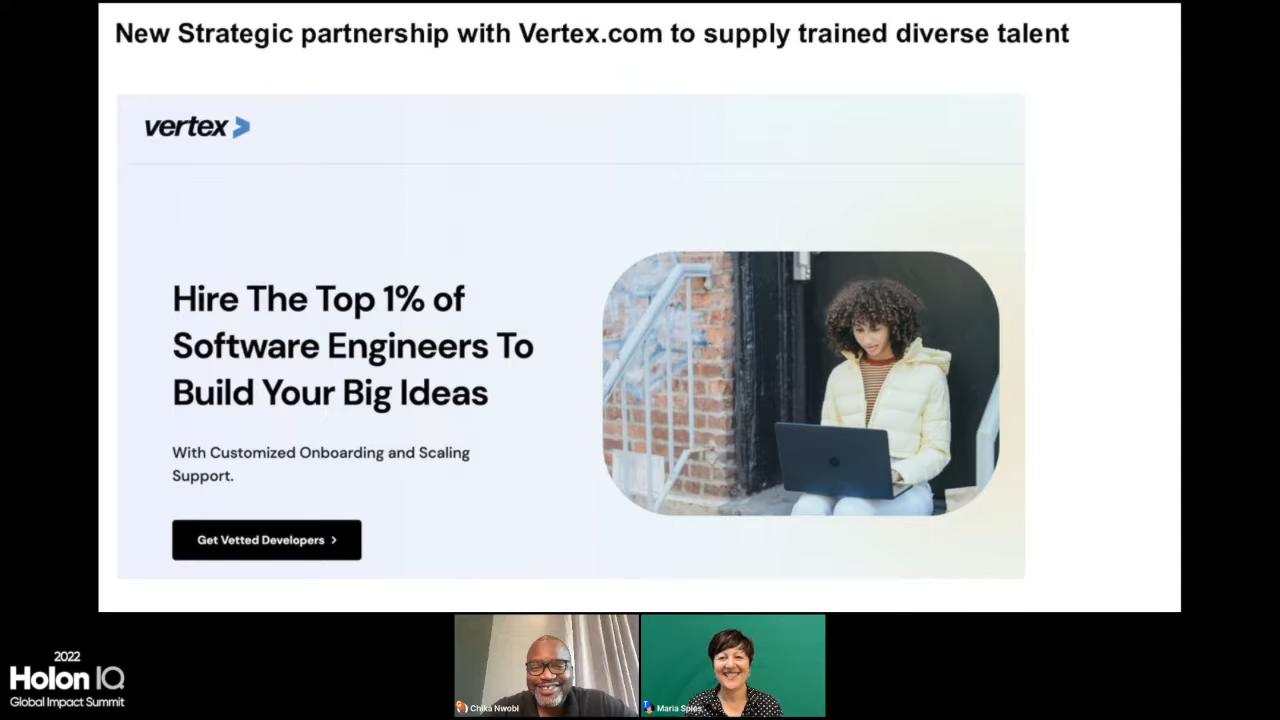 New Strategic partnership with Vertex.com to supply trained diverse talent
vertex
Hire The Top 1% of
Software Engineers To
Build Your Big Ideas
With Customized Onboarding and Scaling
Support.
Get Vetted Developers
2022
Holon IQ
Global Impact Summit
Chika Nwobi
Maria Spies